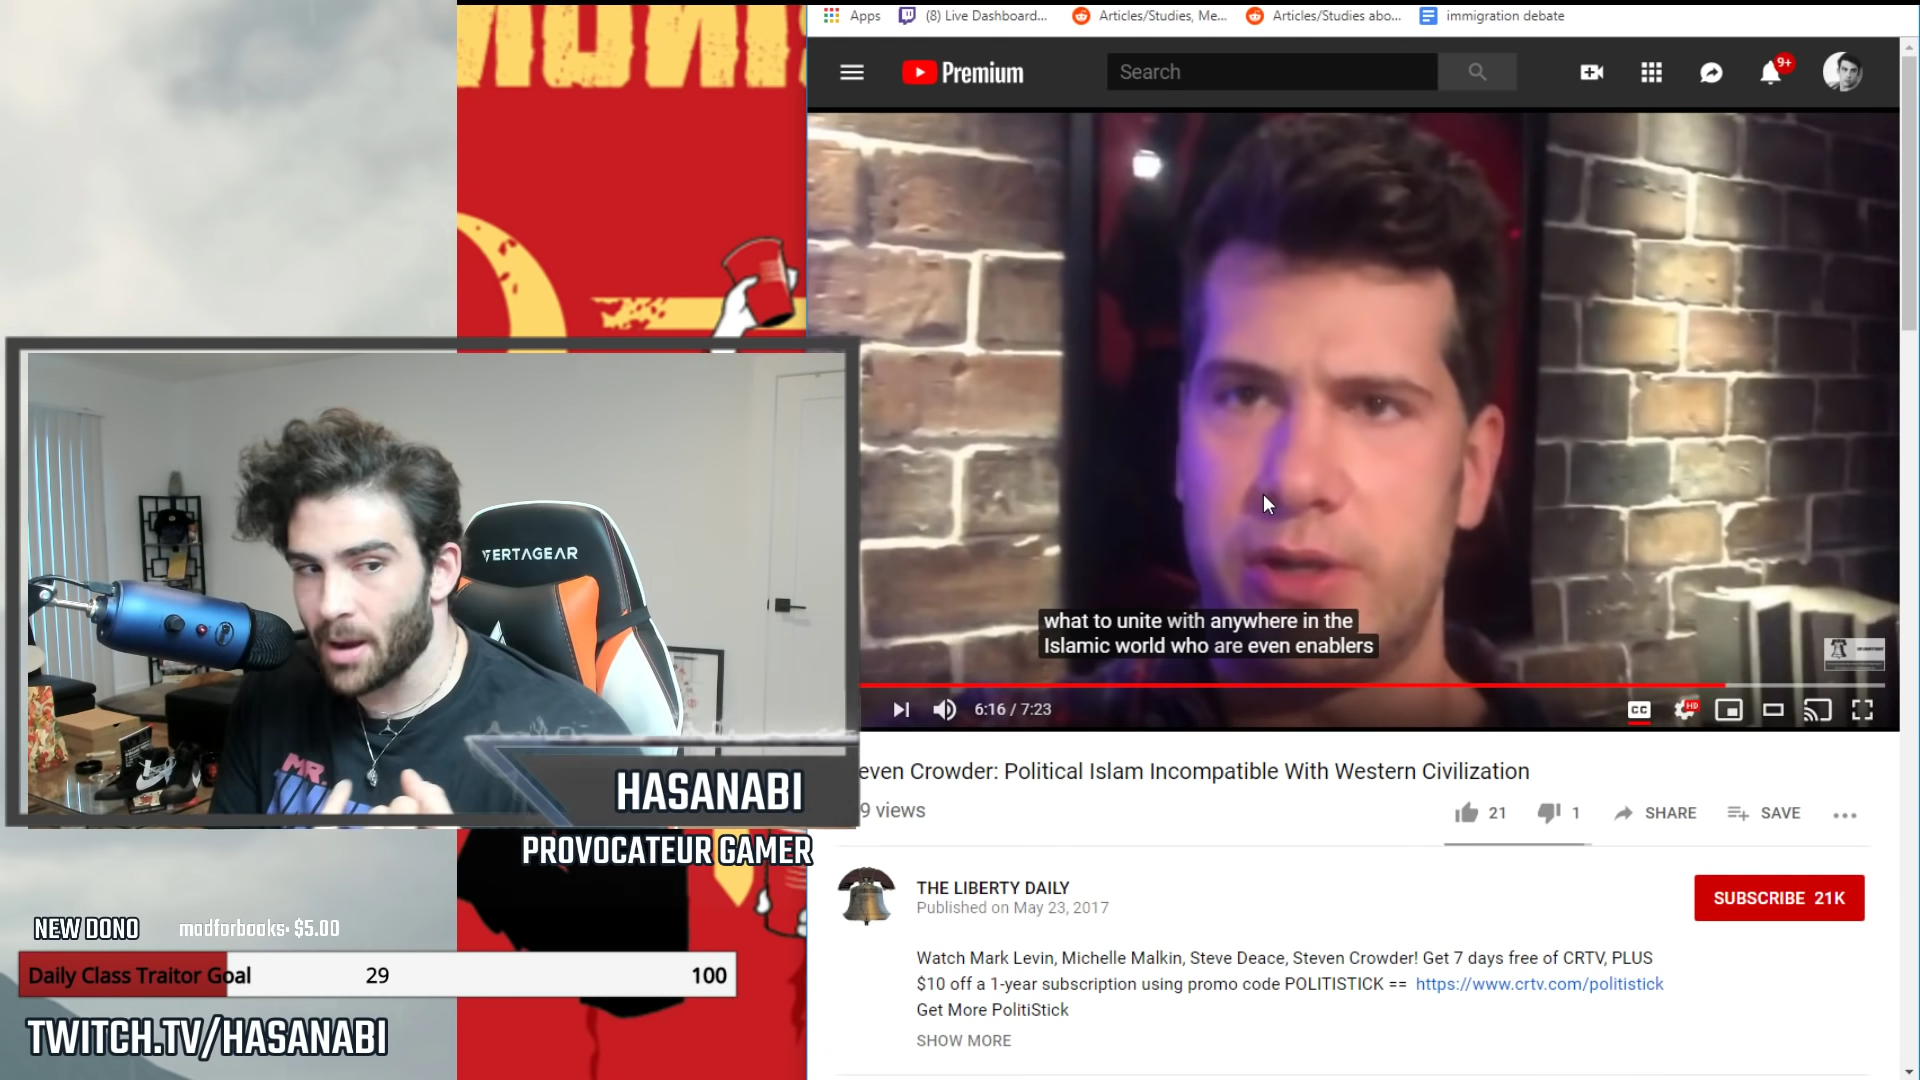 Apps
(8) Live Dashboard...
Articles/Studies, Me...
Articles/Studies abo...
immigration debate
Premium
Search
9+
what to unite with anywhere in the
Islamic world who are even enablers
6:16 / 7:23
CC
HD
VERTAGEAR
MR.
HASANABI
PROVOCATEUR GAMER
even Crowder: Political Islam Incompatible With Western Civilization
9 views
21
1
SHARE
SAVE
THE LIBERTY DAILY
Published on May 23, 2017
SUBSCRIBE 21K
Watch Mark Levin, Michelle Malkin, Steve Deace, Steven Crowder! Get 7 days free of CRTV, PLUS
$10 off a 1-year subscription using promo code POLITISTICK == https://www.crtv.com/politistick
Get More PolitiStick
SHOW MORE
NEW DONO madforbooks: $5.00
Daily Class Traitor Goal 29 100
TWITCH.TV/HASANABI